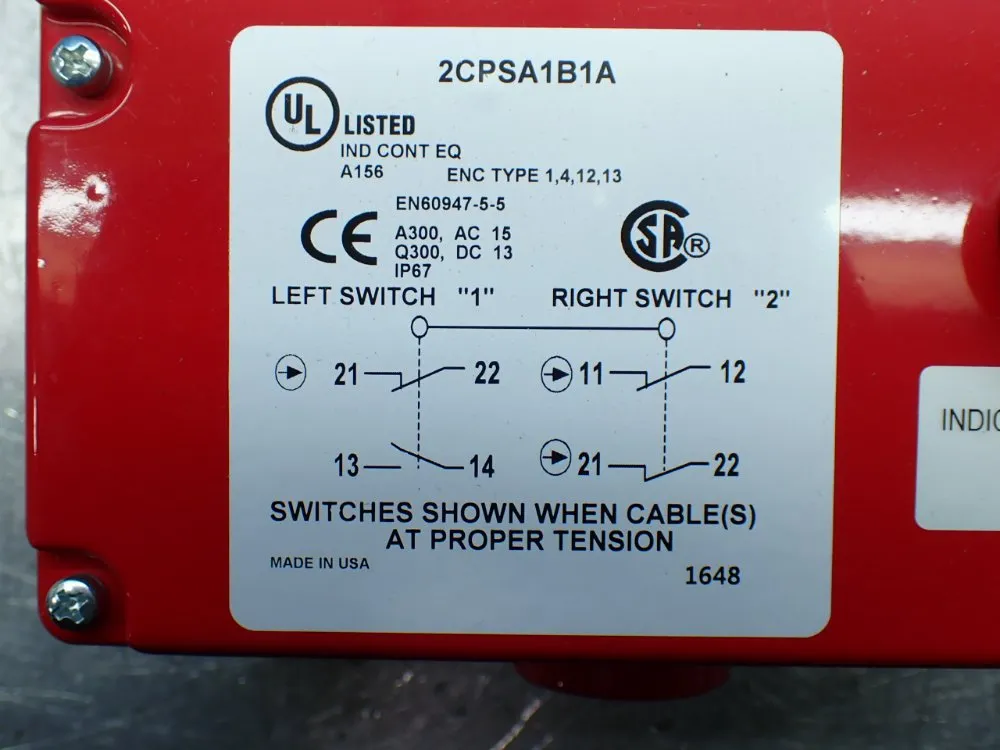 2CPSA1B1A
UL LISTED
IND CONT EQ
A156 ENC TYPE 1,4,12,13
EN60947-5-5
CE A300, AC 15
Q300, DC 13
IP67
CSA ®
LEFT SWITCH "1" RIGHT SWITCH "2"
21 22 11 12
13 14 21 22
SWITCHES SHOWN WHEN CABLE(S)
AT PROPER TENSION
MADE IN USA
1648